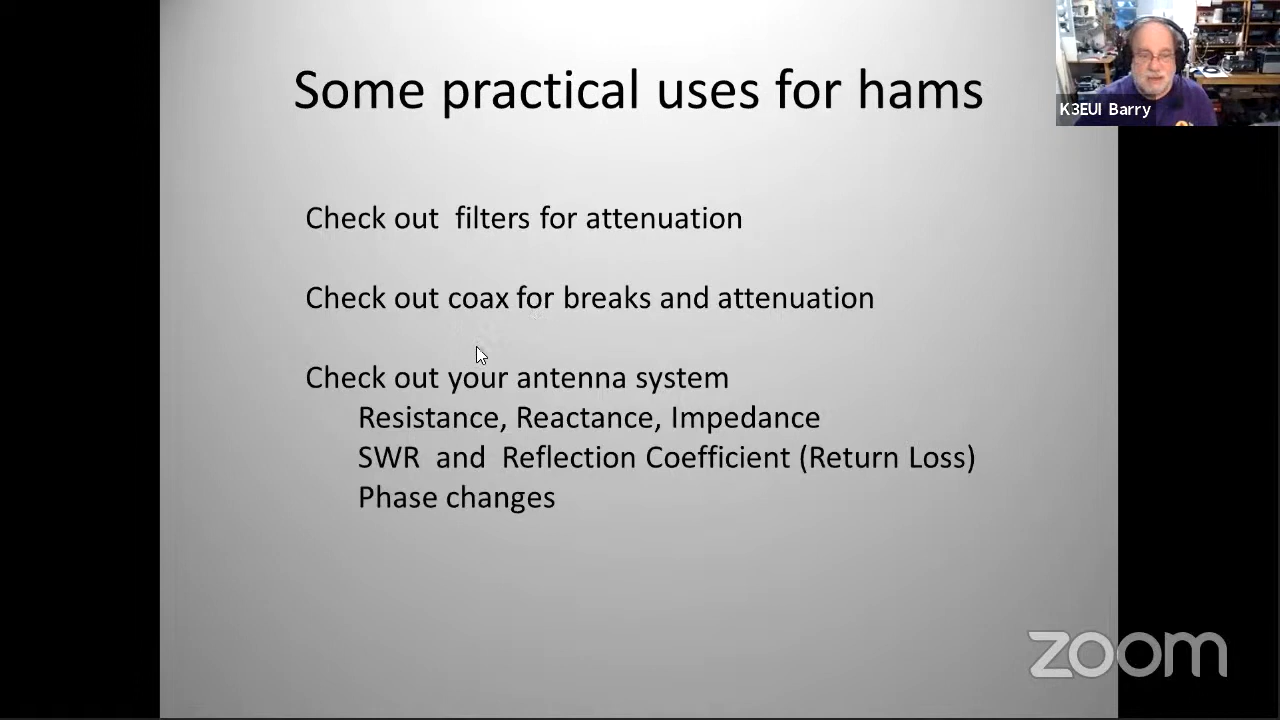 Some practical uses for hams
K3EUI Barry
Check out filters for attenuation
Check out coax for breaks and attenuation
Check out your antenna system
Resistance, Reactance, Impedance
SWR and Reflection Coefficient (Return Loss)
Phase changes
zoom